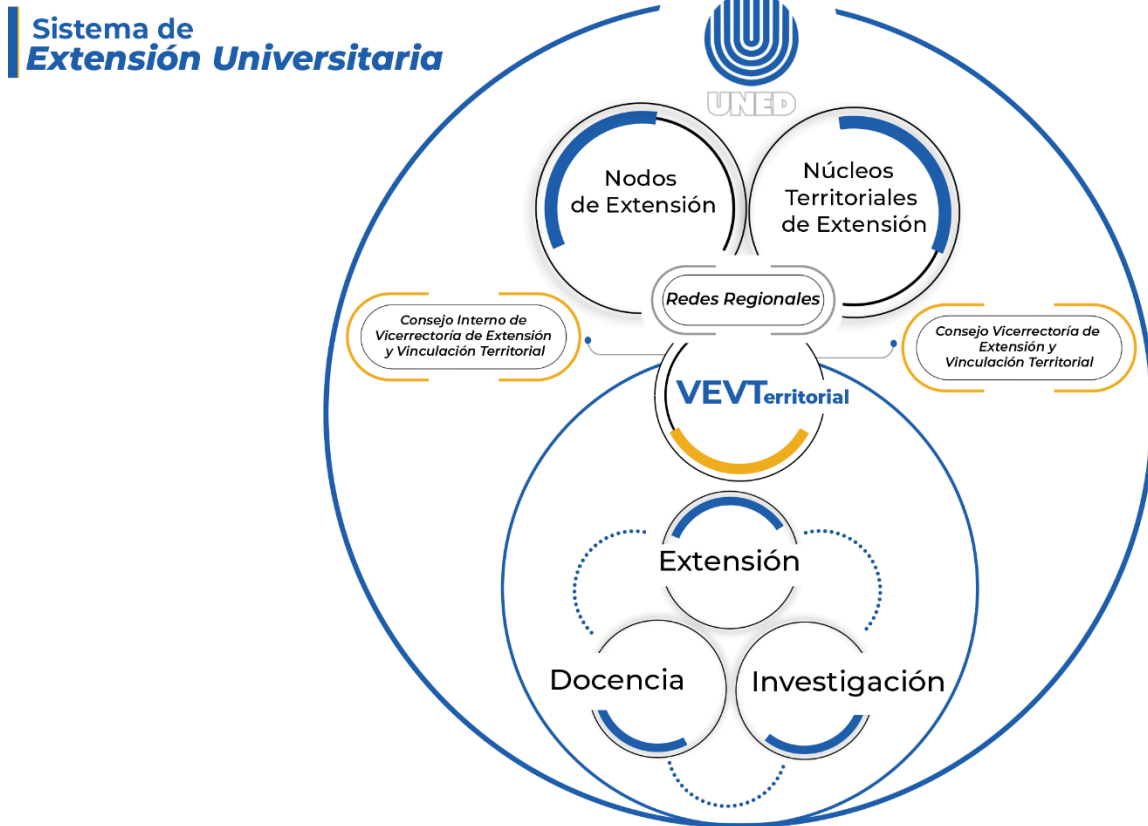 Sistema de
Extensión Universitaria
UNED
Nodos
de Extensión
Núcleos
Territoriales
de Extensión
Redes Regionales
Consejo Interno de
Vicerrectoría de Extensión
y Vinculación Territorial
Consejo Vicerrectoría de
Extensión y
Vinculación Territorial
VEVTerritorial
Extensión
Docencia
Investigación